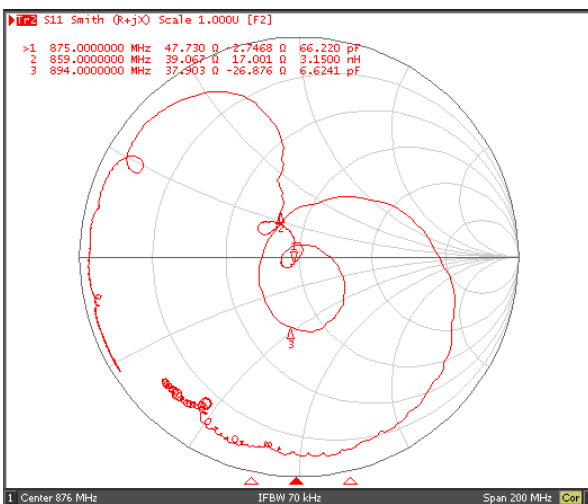 Tr2 S11 Smith (R+jX) Scale 1.000U [F2]
>1 875.0000000 MHz 47.730 Ω -2.7468 Ω 66.220 pF
2 859.0000000 MHz 39.067 Ω 17.001 Ω 3.1500 nH
3 894.0000000 MHz 37.903 Ω -26.876 Ω 6.6241 pF
2
3
1 Center 876 MHz IFBW 70 kHz Span 200 MHz Cor